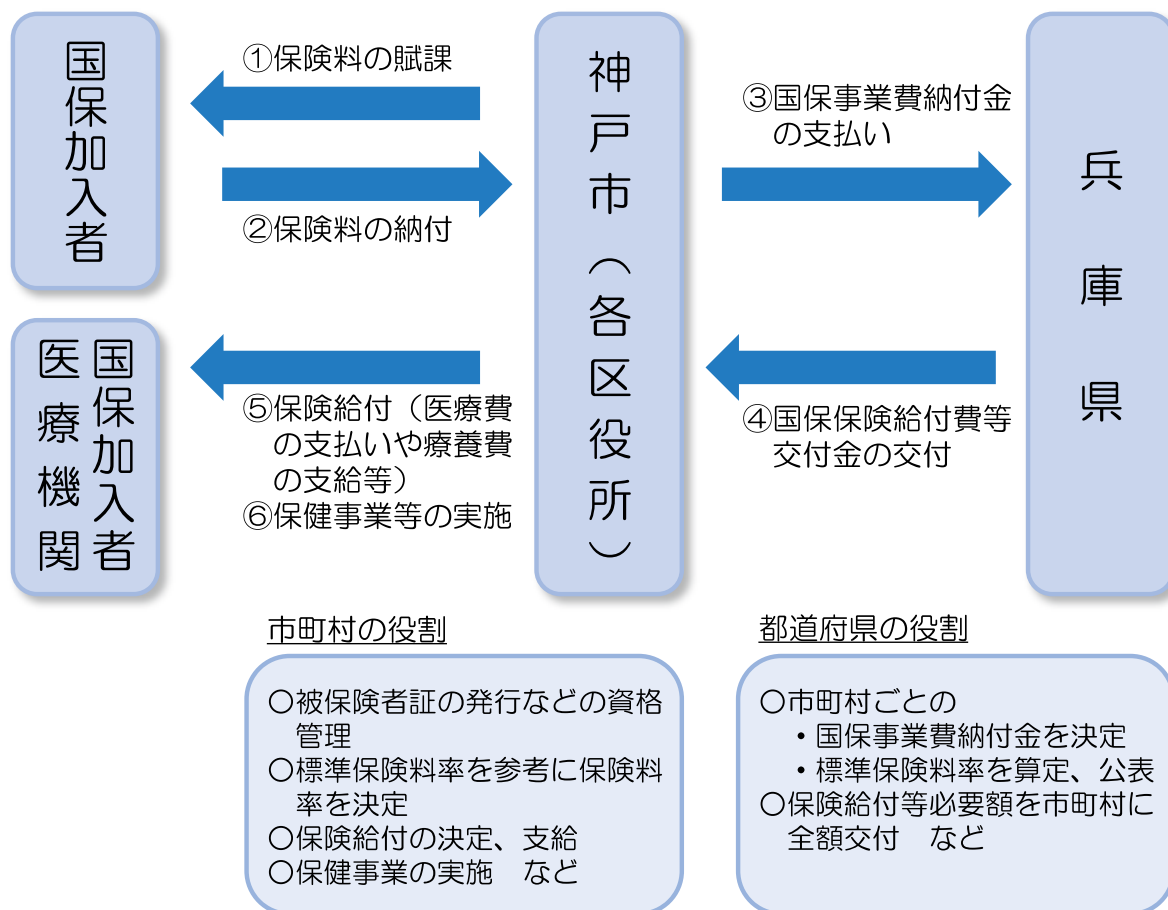 国保加入者
①保険料の賦課
②保険料の納付
神戸市（各区役所）
③国保事業費納付金
の支払い
兵庫県
国保加入者
医療機関
⑤保険給付（医療費
の支払いや療養費
の支給等）
⑥保健事業等の実施
④国保保険給付費等
交付金の交付
市町村の役割
○被保険者証の発行などの資格
管理
○標準保険料率を参考に保険料
率を決定
○保険給付の決定、支給
○保健事業の実施　など
都道府県の役割
○市町村ごとの
・国保事業費納付金を決定
・標準保険料率を算定、公表
○保険給付等必要額を市町村に
全額交付　など